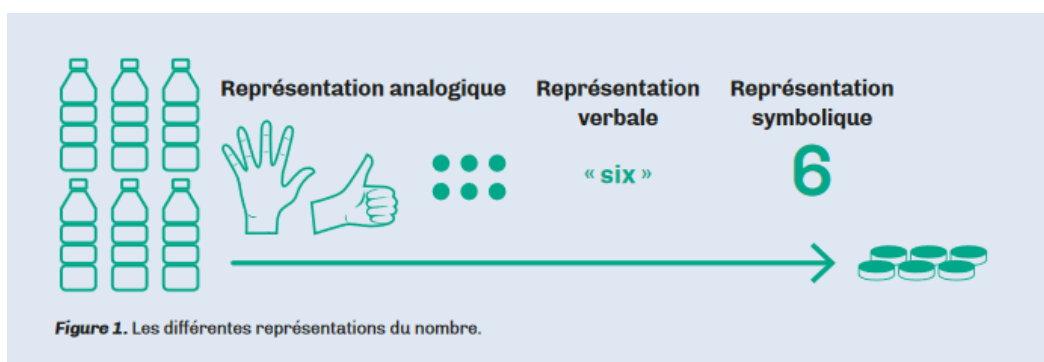 Représentation analogique
Représentation
verbale
Représentation
symbolique
« six »
6
Figure 1. Les différentes représentations du nombre.